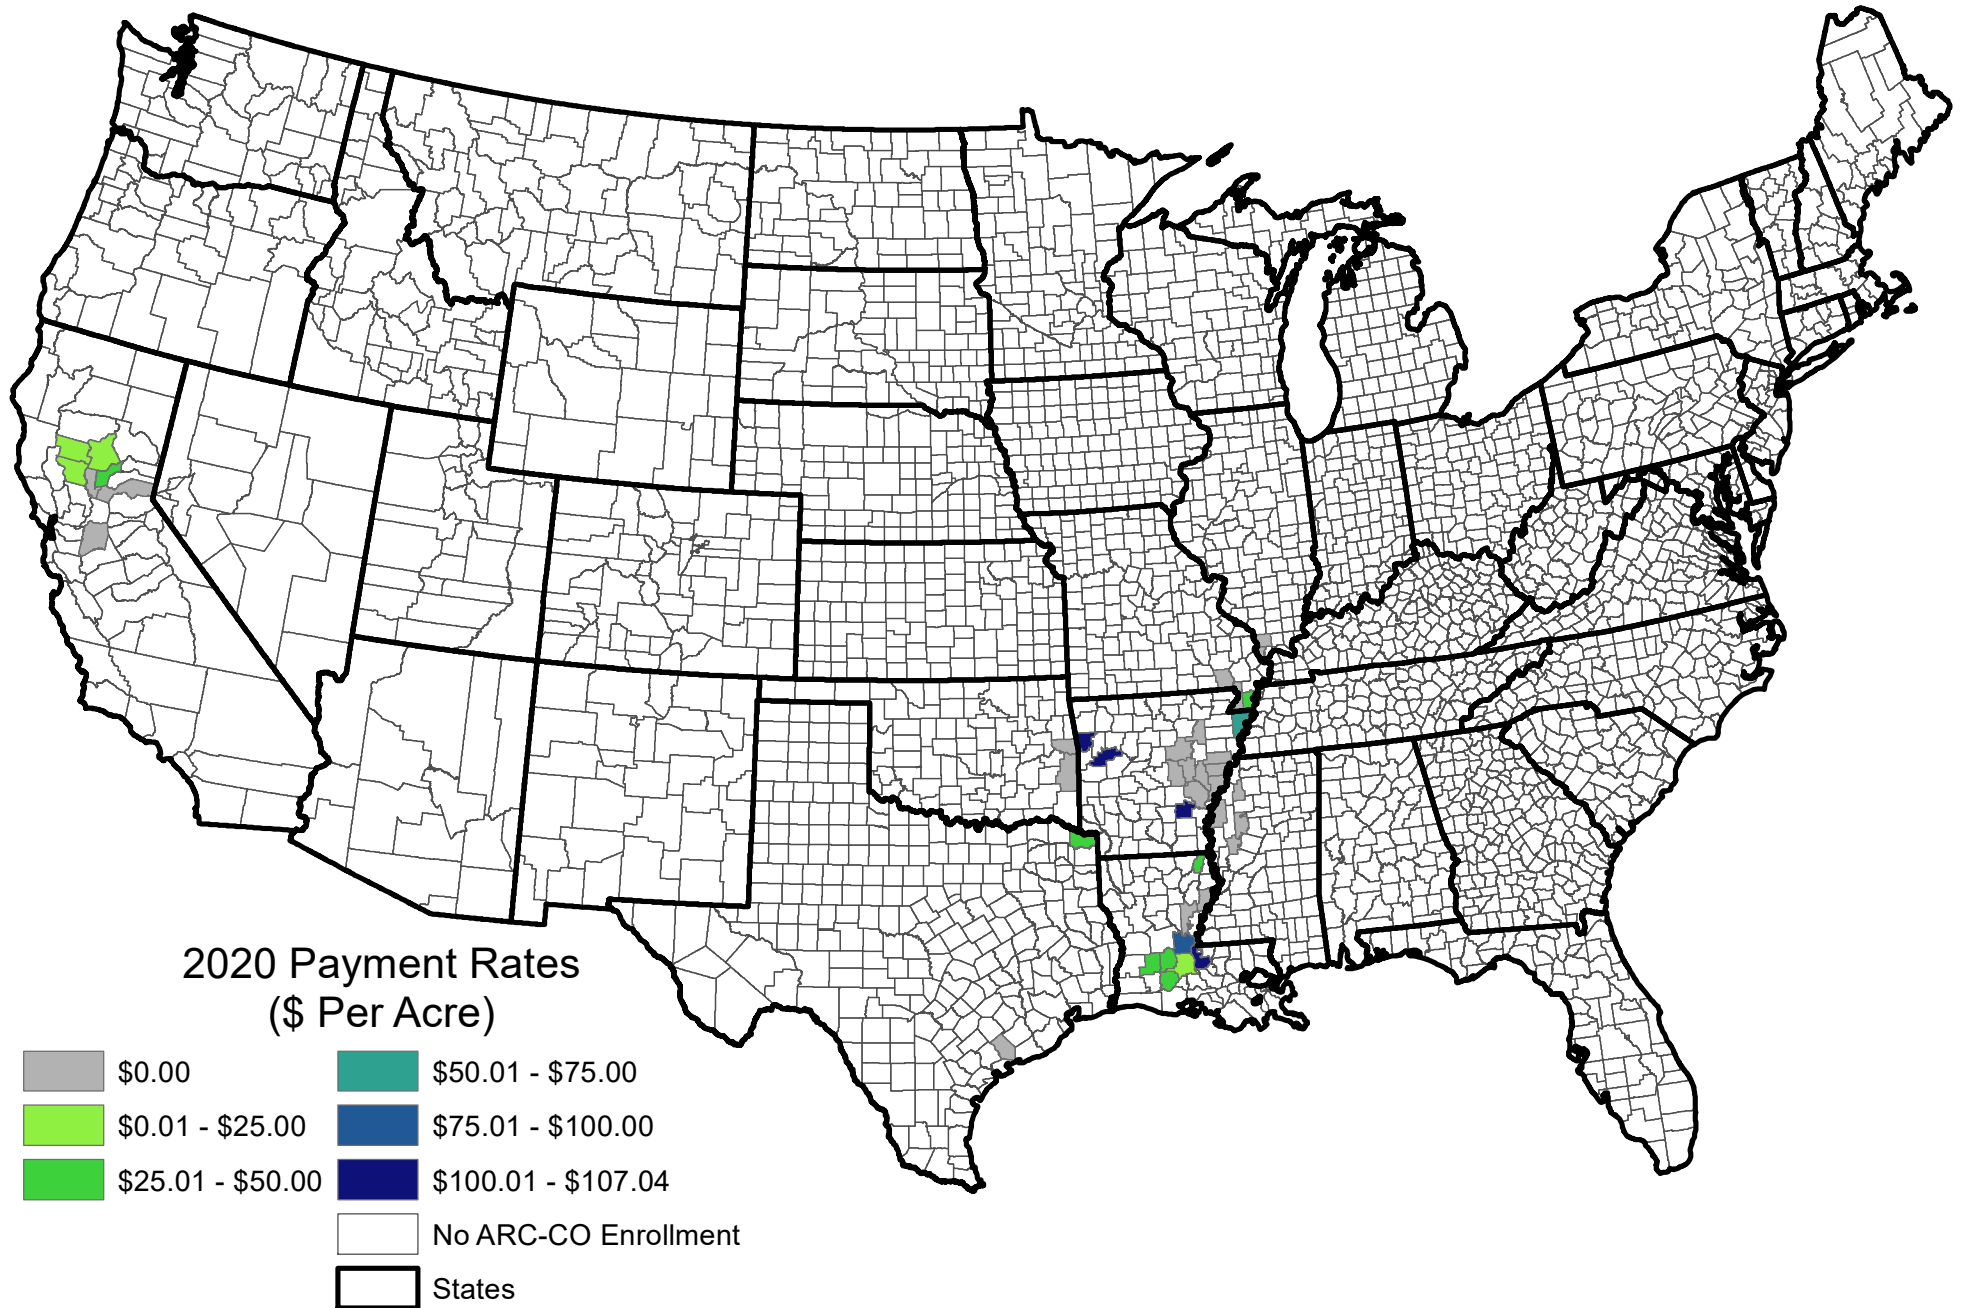 2020 Payment Rates
($ Per Acre)
$0.00
$0.01 - $25.00
$25.01 - $50.00
$50.01 - $75.00
$75.01 - $100.00
$100.01 - $107.04
No ARC-CO Enrollment
States